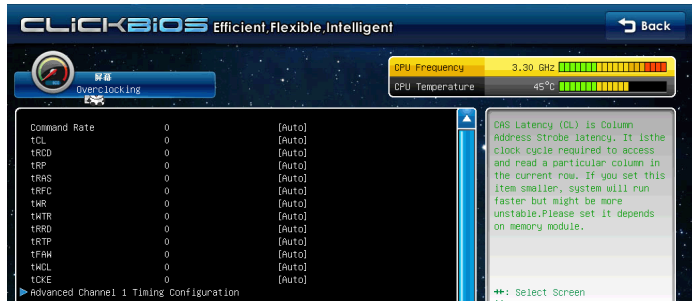 CLiCKBIOS Efficient,Flexible,Intelligent
Back
CPU Frequency 3.30 GHz
CPU Temperature 45°C
Overclocking
Command Rate 0 [Auto]
tCL 0 [Auto]
tRCD 0 [Auto]
tRP 0 [Auto]
tRAS 0 [Auto]
tRFC 0 [Auto]
tWR 0 [Auto]
tWTR 0 [Auto]
tRRD 0 [Auto]
tRTP 0 [Auto]
tFAW 0 [Auto]
tWCL 0 [Auto]
tCKE 0 [Auto]
Advanced Channel 1 Timing Configuration
CAS Latency (CL) is Column
Address Strobe latency. It isthe
clock cycle required to access
and read a particular column in
the current row. If you set this
item smaller, system will run
faster but might be more
unstable.Please set it depends
on memory module.
: Select Screen